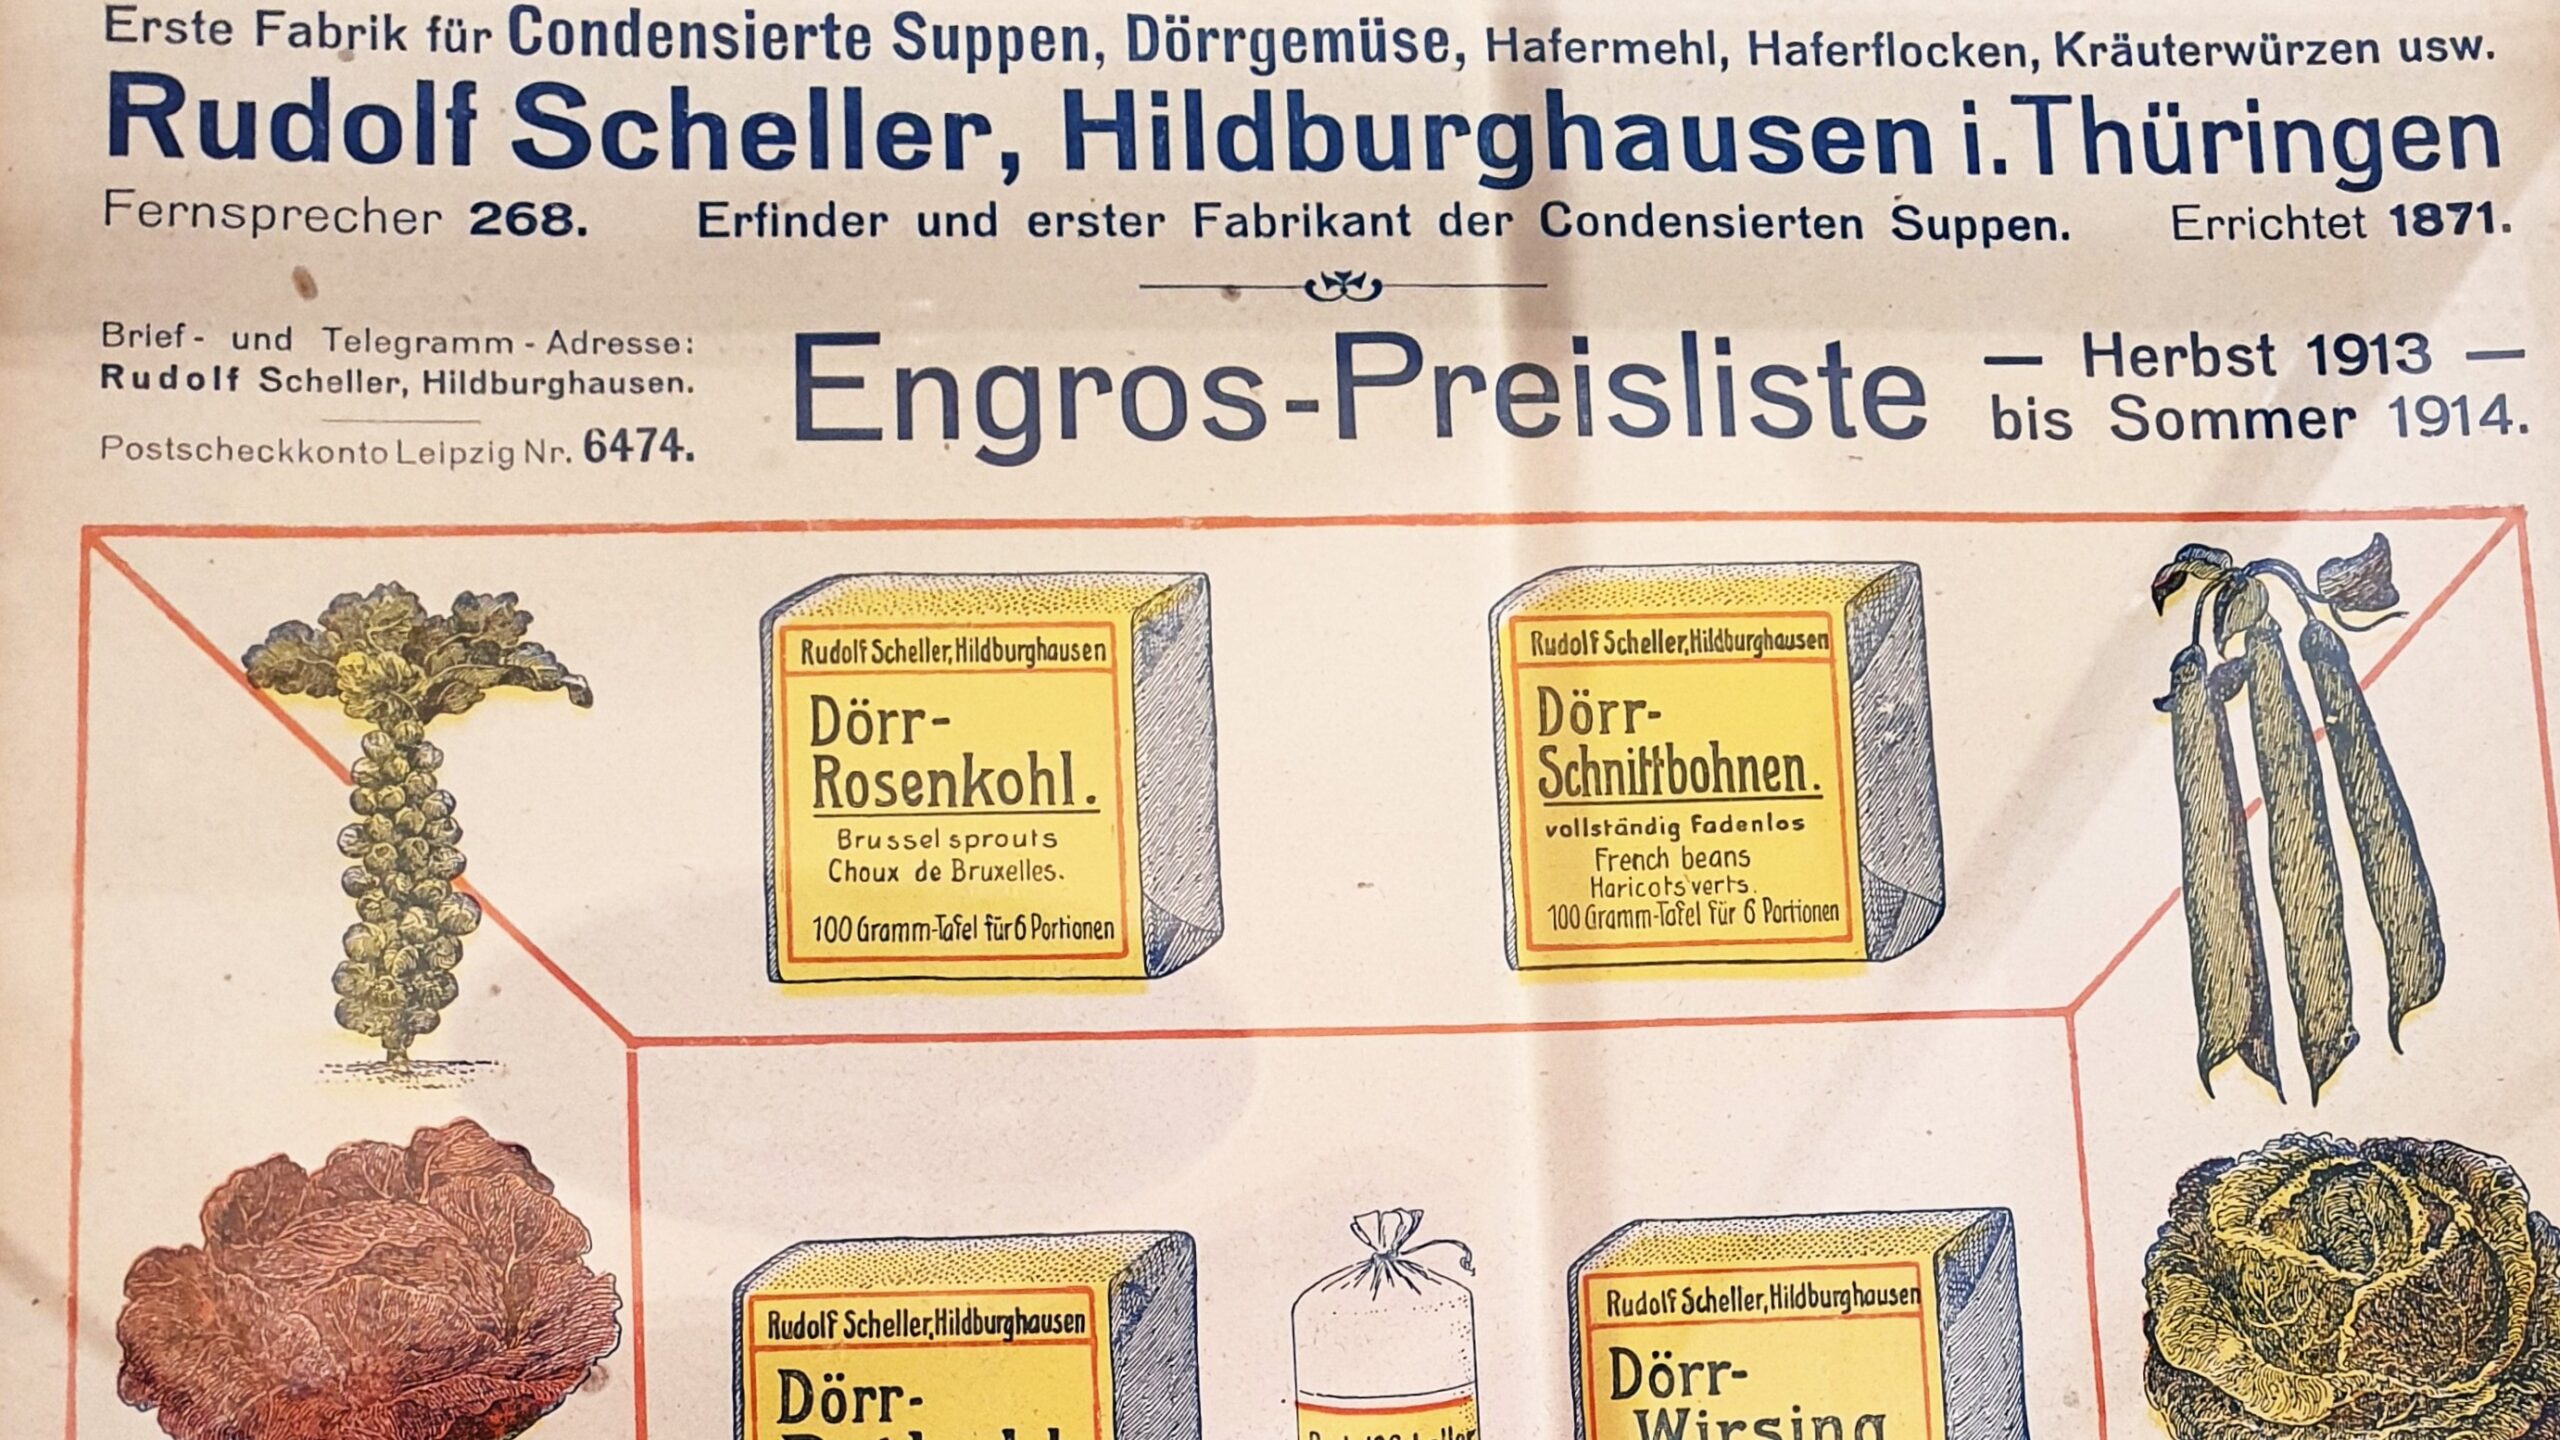 Erste Fabrik für Condensierte Suppen, Dörrgemüse, Hafermehl, Haferflocken, Kräuterwürzen usw.
Rudolf Scheller, Hildburghausen i. Thüringen
Fernsprecher 268. Erfinder und erster Fabrikant der Condensierten Suppen. Errichtet 1871.
Brief- und Telegramm-Adresse:
Rudolf Scheller, Hildburghausen.
Postscheckkonto Leipzig Nr. 6474.
Engros-Preisliste
— Herbst 1913 —
bis Sommer 1914.
Rudolf Scheller, Hildburghausen
Dörr-
Rosenkohl.
Brussel sprouts
Choux de Bruxelles.
100 Gramm-Tafel für 6 Portionen
Rudolf Scheller, Hildburghausen
Dörr-
Schnittbohnen.
vollständig fadenlos
French beans
Haricots verts.
100 Gramm-Tafel für 6 Portionen
Rudolf Scheller, Hildburghausen
Dörr-
Rudolf Scheller, Hildburghausen
Dörr-
Wirsing